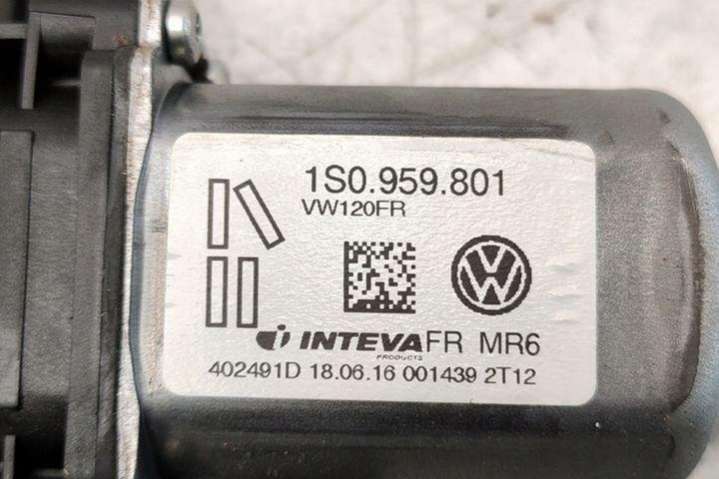 1S0.959.801
VW120FR
INTEVA FR MR6
PRODUCTS
402491D 18.06.16 001439 2T12